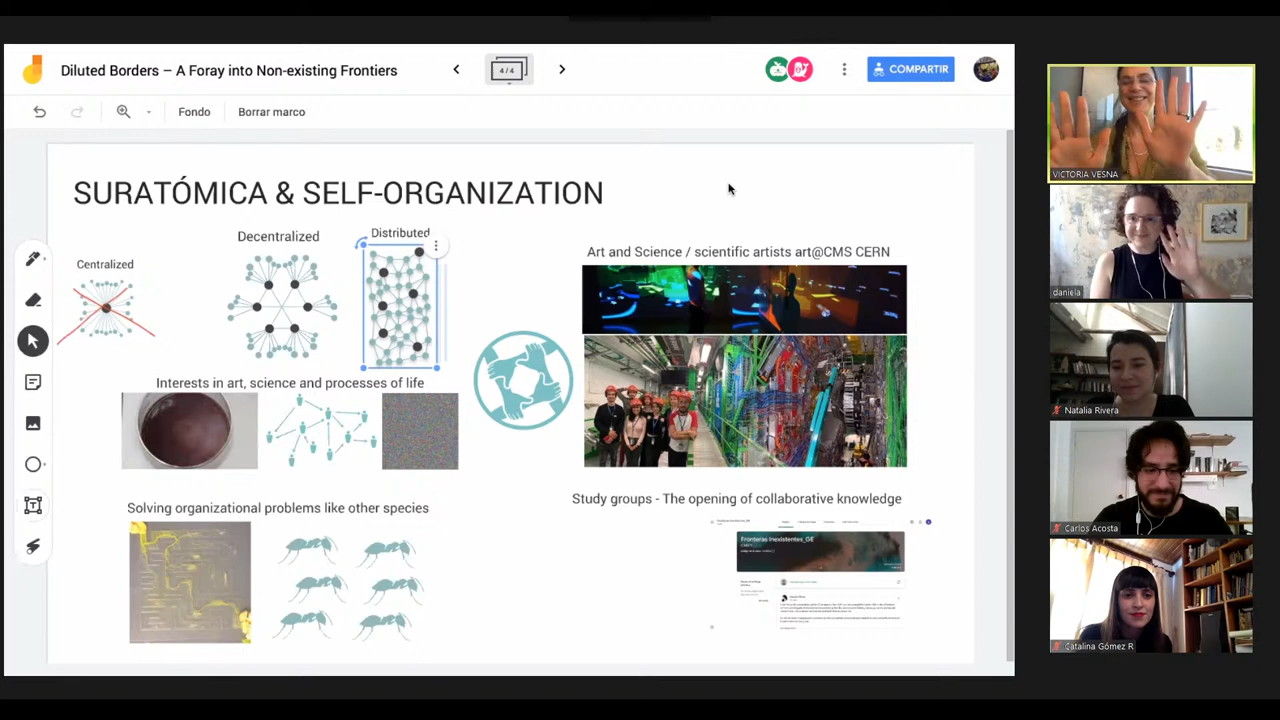 Diluted Borders – A Foray into Non-existing Frontiers
4/4
COMPARTIR
Fondo
Borrar marco
SURATÓMICA & SELF-ORGANIZATION
Centralized
Decentralized
Distributed
Interests in art, science and processes of life
Solving organizational problems like other species
Art and Science / scientific artists art@CMS CERN
Study groups - The opening of collaborative knowledge
Fronteras Inexistentes_GE
VICTORIA VESNA
daniela
Natalia Rivera
Carlos Acosta
Catalina Gómez R